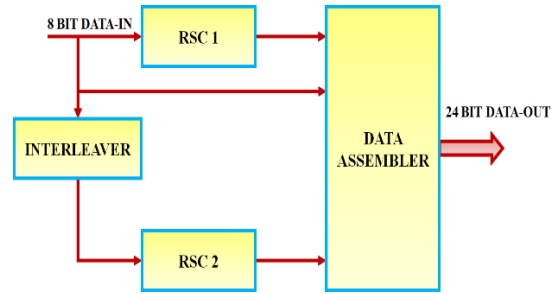 8 BIT DATA-IN
RSC 1
24 BIT DATA-OUT
INTERLEAVER
DATA
ASSEMBLER
RSC 2